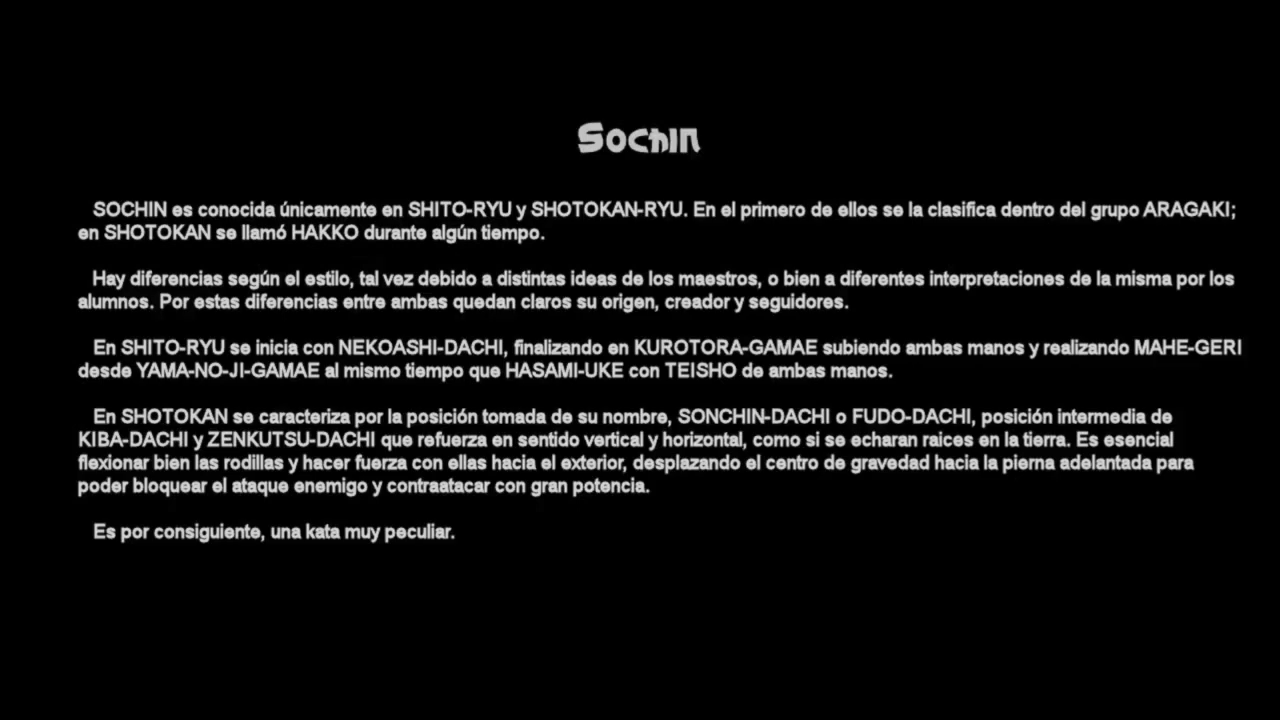 Sochin
SOCHIN es conocida únicamente en SHITO-RYU y SHOTOKAN-RYU. En el primero de ellos se la clasifica dentro del grupo ARAGAKI;
en SHOTOKAN se llamó HAKKO durante algún tiempo.
Hay diferencias según el estilo, tal vez debido a distintas ideas de los maestros, o bien a diferentes interpretaciones de la misma por los
alumnos. Por estas diferencias entre ambas quedan claros su origen, creador y seguidores.
En SHITO-RYU se inicia con NEKOASHI-DACHI, finalizando en KUROTORA-GAMAE subiendo ambas manos y realizando MAHE-GERI
desde YAMA-NO-JI-GAMAE al mismo tiempo que HASAMI-UKE con TEISHO de ambas manos.
En SHOTOKAN se caracteriza por la posición tomada de su nombre, SONCHIN-DACHI o FUDO-DACHI, posición intermedia de
KIBA-DACHI y ZENKUTSU-DACHI que refuerza en sentido vertical y horizontal, como si se echaran raices en la tierra. Es esencial
flexionar bien las rodillas y hacer fuerza con ellas hacia el exterior, desplazando el centro de gravedad hacia la pierna adelantada para
poder bloquear el ataque enemigo y contraatacar con gran potencia.
Es por consiguiente, una kata muy peculiar.